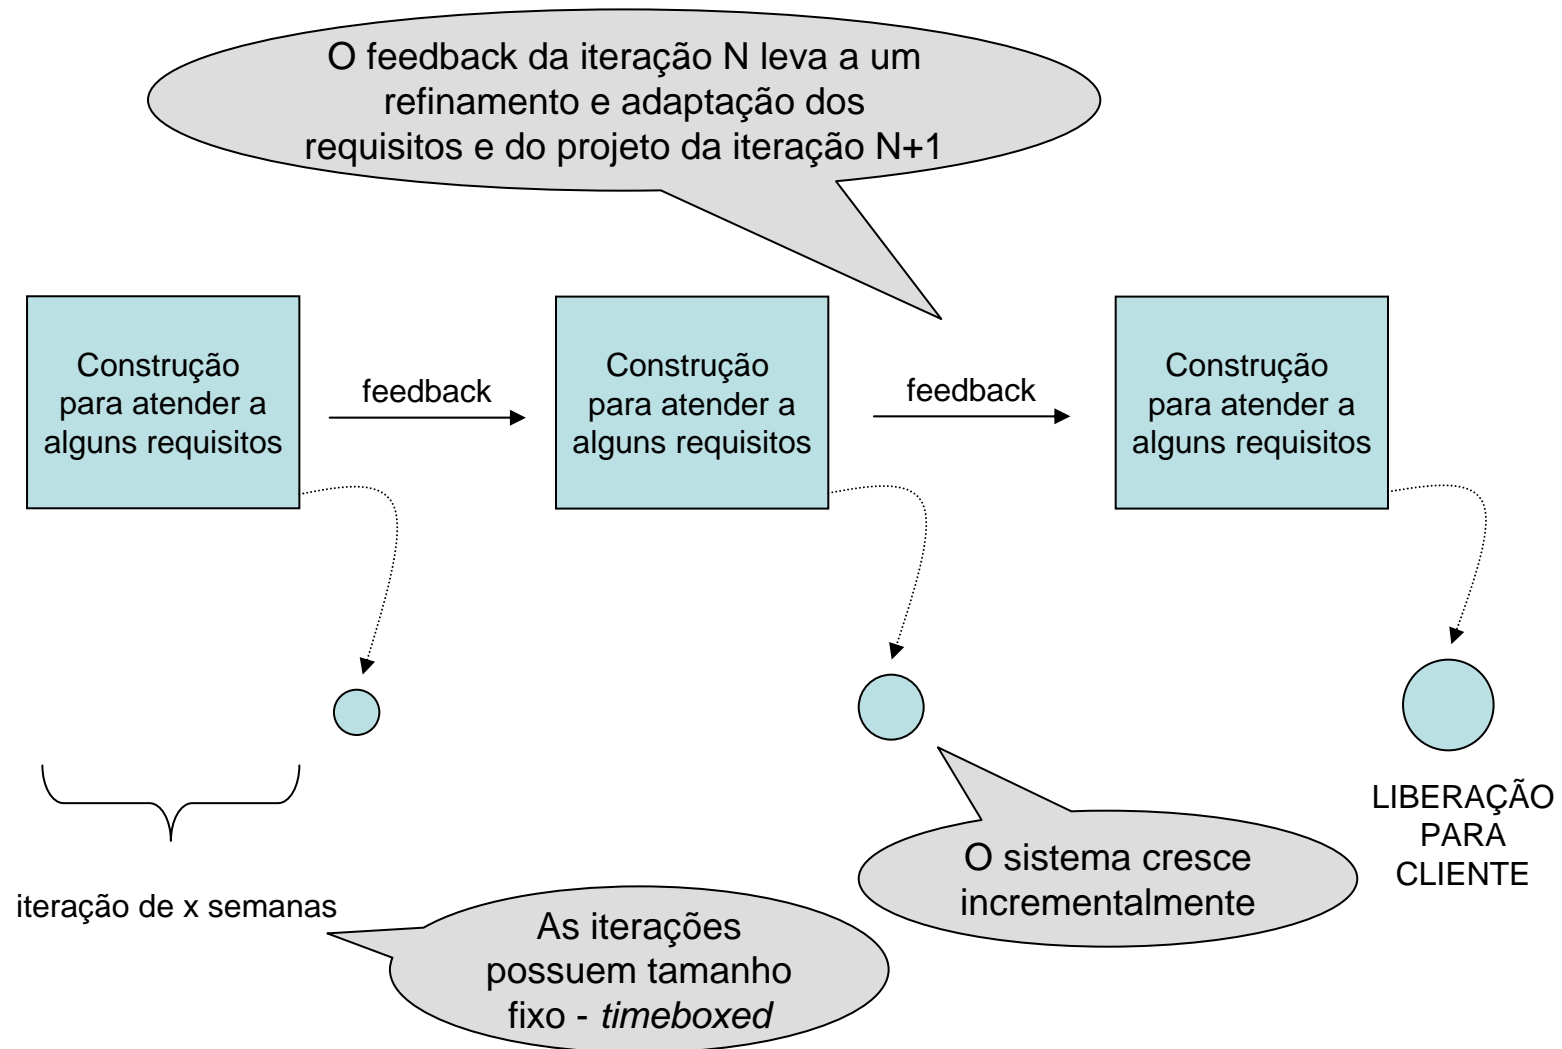 O feedback da iteração N leva a um
refinamento e adaptação dos
requisitos e do projeto da iteração N+1
Construção
para atender a
alguns requisitos
feedback
Construção
para atender a
alguns requisitos
feedback
Construção
para atender a
alguns requisitos
LIBERAÇÃO
PARA
CLIENTE
O sistema cresce
incrementalmente
iteração de x semanas
As iterações
possuem tamanho
fixo - timeboxed